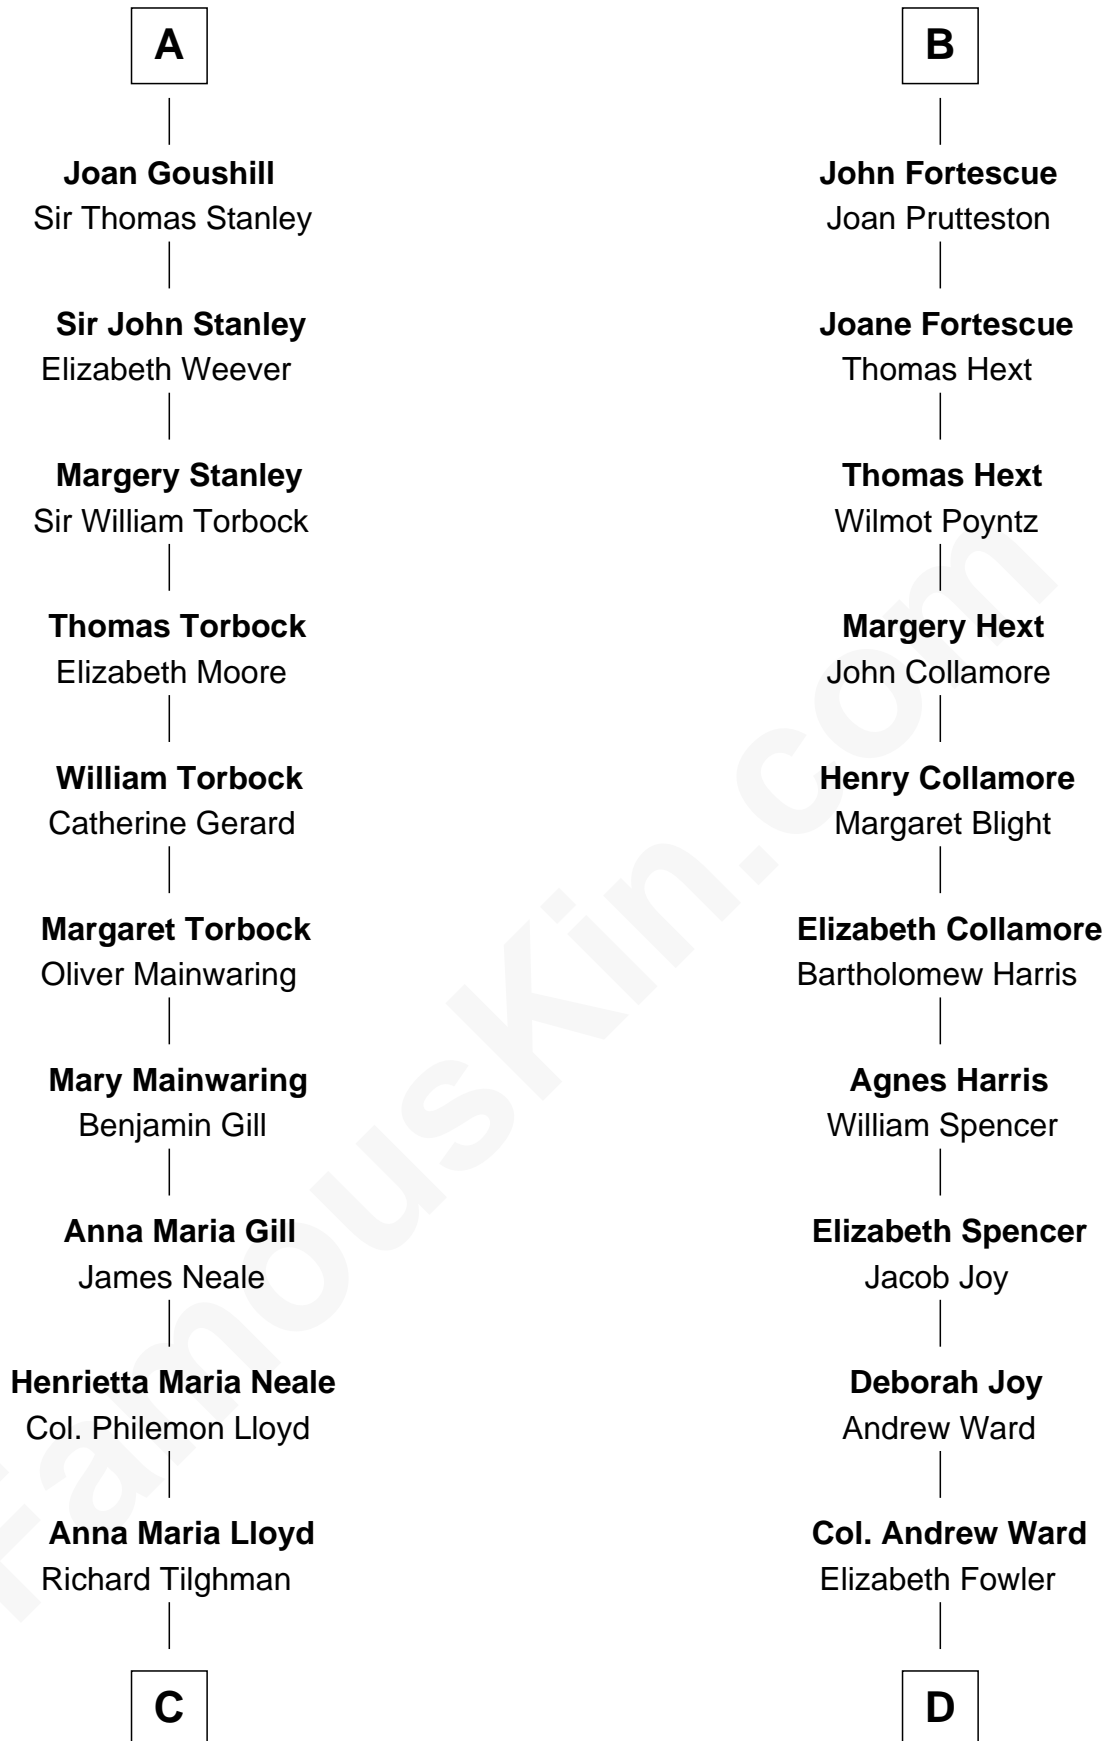 A
Joan Goushill
Sir Thomas Stanley
Sir John Stanley
Elizabeth Weever
Margery Stanley
Sir William Torbock
Thomas Torbock
Elizabeth Moore
William Torbock
Catherine Gerard
Margaret Torbock
Oliver Mainwaring
Mary Mainwaring
Benjamin Gill
Anna Maria Gill
James Neale
Henrietta Maria Neale
Col. Philemon Lloyd
Anna Maria Lloyd
Richard Tilghman
C
B
John Fortescue
Joan Prutteston
Joane Fortescue
Thomas Hext
Thomas Hext
Wilmot Poyntz
Margery Hext
John Collamore
Henry Collamore
Margaret Blight
Elizabeth Collamore
Bartholomew Harris
Agnes Harris
William Spencer
Elizabeth Spencer
Jacob Joy
Deborah Joy
Andrew Ward
Col. Andrew Ward
Elizabeth Fowler
D
FamousKin.com